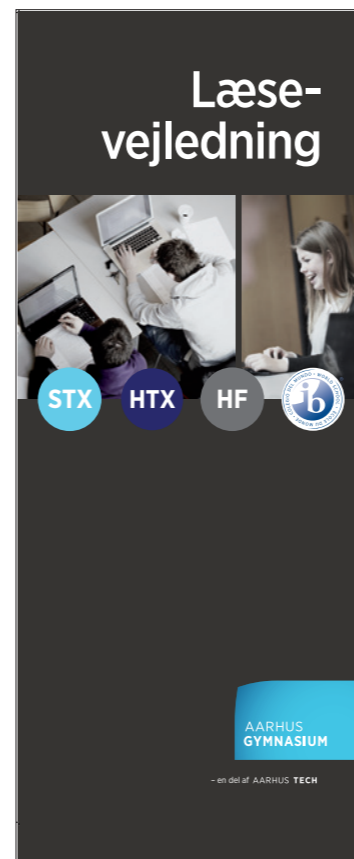 Læse-
vejledning
STX
HTX
HF
ib
AARHUS
GYMNASIUM
– en del af AARHUS TECH